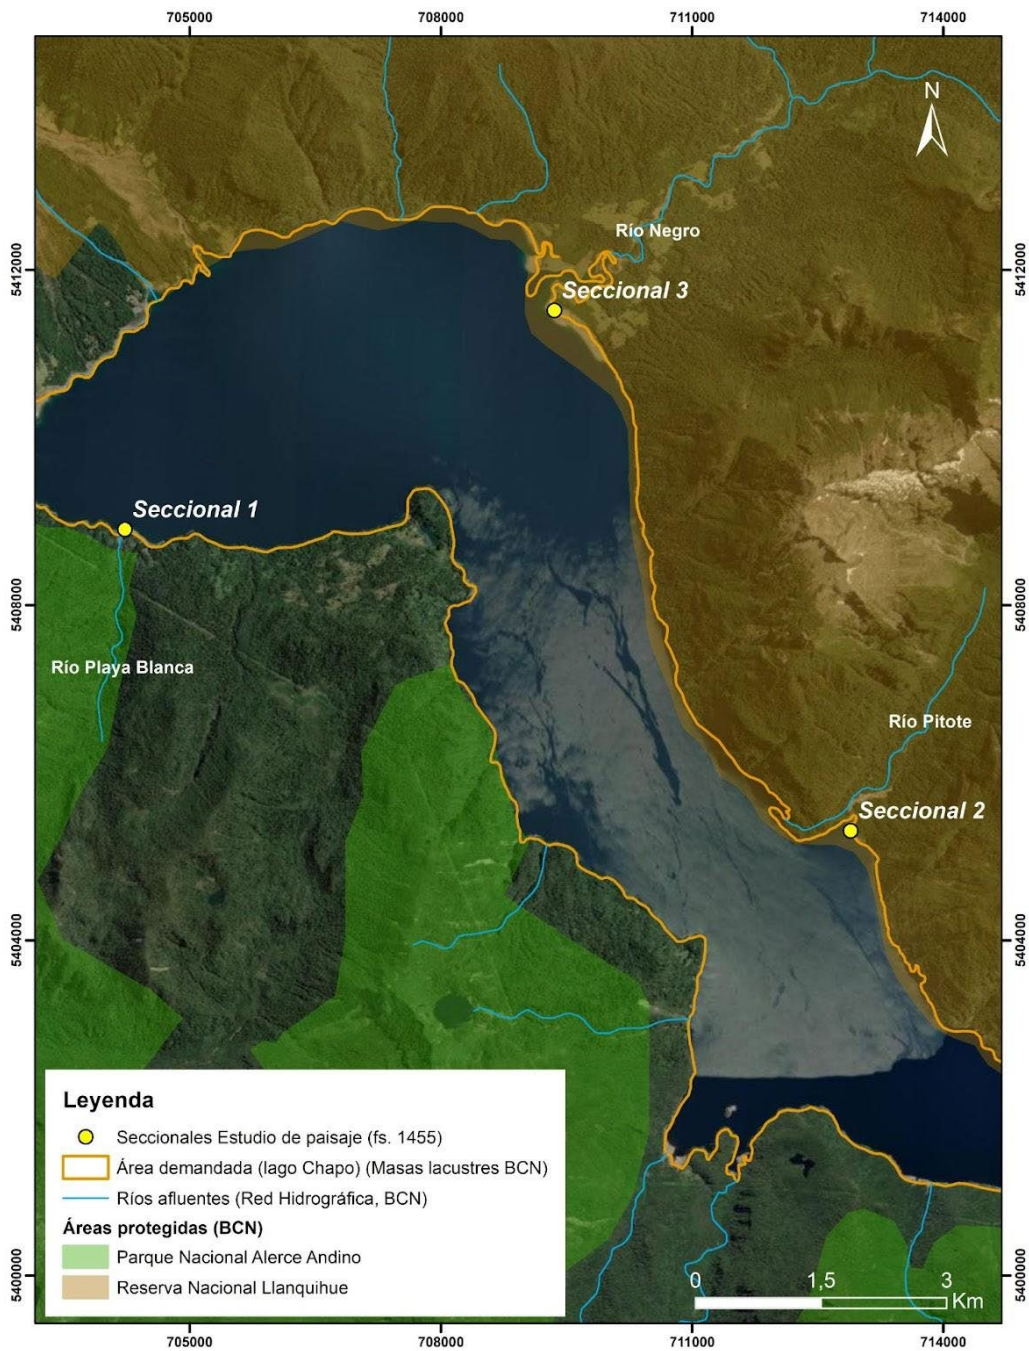 705000 708000 711000 714000
N
Río Negro
5412000 5412000
Seccional 3
Seccional 1
5408000 5408000
Río Playa Blanca
Río Pitote
Seccional 2
5404000 5404000
Leyenda
Seccionales Estudio de paisaje (fs. 1455)
Área demandada (lago Chapo) (Masas lacustres BCN)
Ríos afluentes (Red Hidrográfica, BCN)
Áreas protegidas (BCN)
Parque Nacional Alerce Andino
Reserva Nacional Llanquihue
5400000 5400000
0 1,5 3
Km
705000 708000 711000 714000